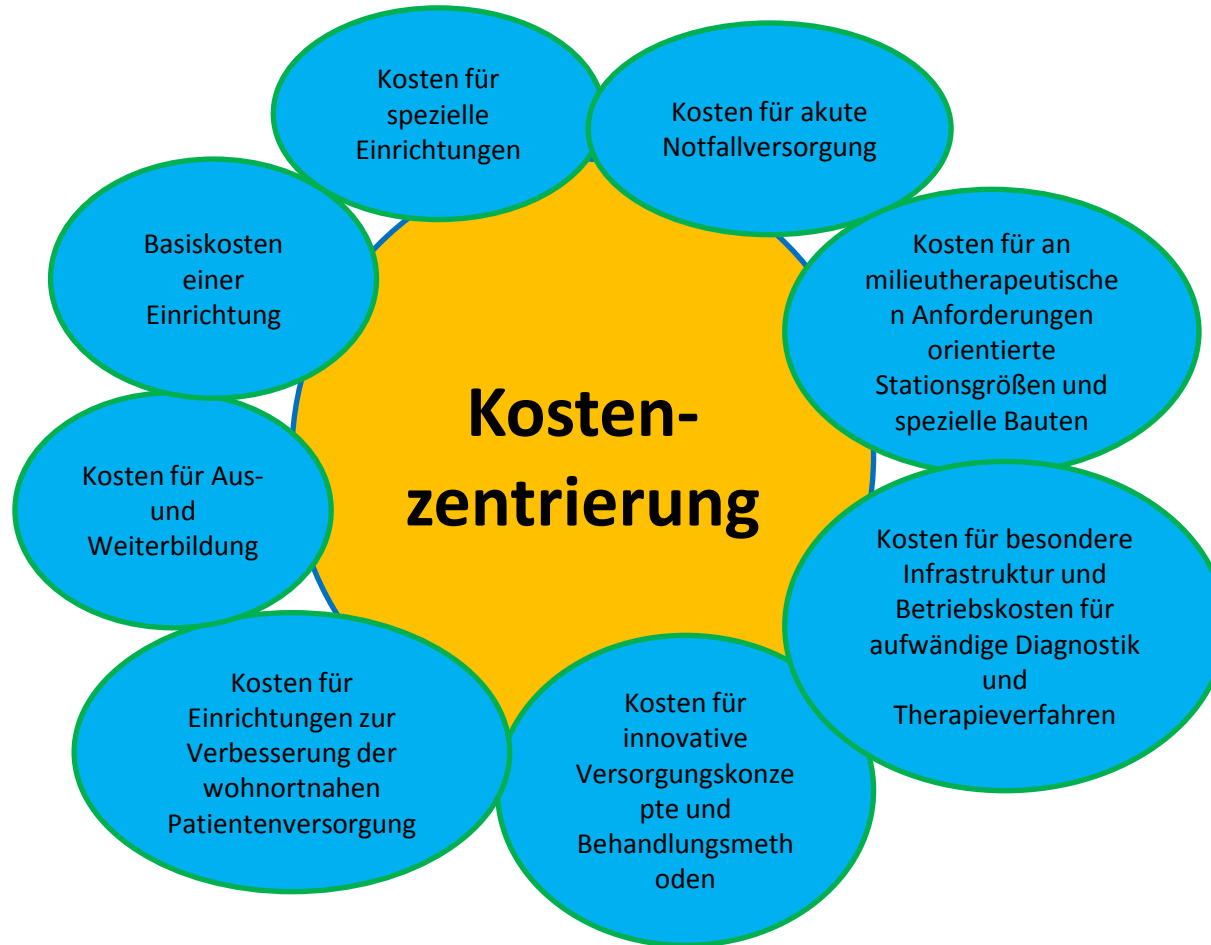 Kosten für
spezielle
Einrichtungen
Kosten für akute
Notfallversorgung
Basiskosten
einer
Einrichtung
Kosten für an
milieutherapeutische
n Anforderungen
orientierte
Stationsgrößen und
spezielle Bauten
Kosten-
zentrierung
Kosten für Aus-
und
Weiterbildung
Kosten für besondere
Infrastruktur und
Betriebskosten für
aufwändige Diagnostik
und
Therapieverfahren
Kosten für
Einrichtungen zur
Verbesserung der
wohnortnahen
Patientenversorgung
Kosten für
innovative
Versorgungskonze
pte und
Behandlungsmeth
oden